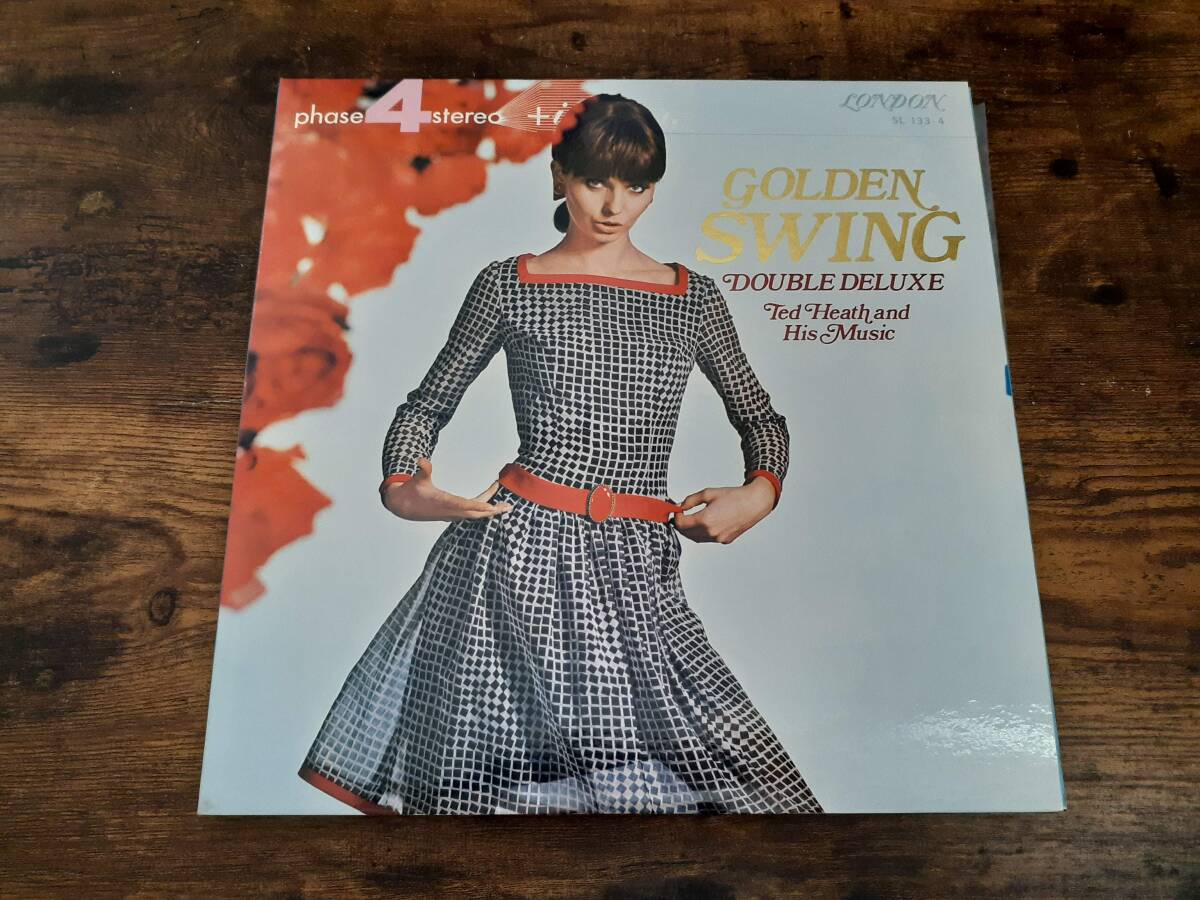 phase 4 stereo
LONDON
SL 133-4
GOLDEN
SWING
DOUBLE DELUXE
Ted Heath and
His Music